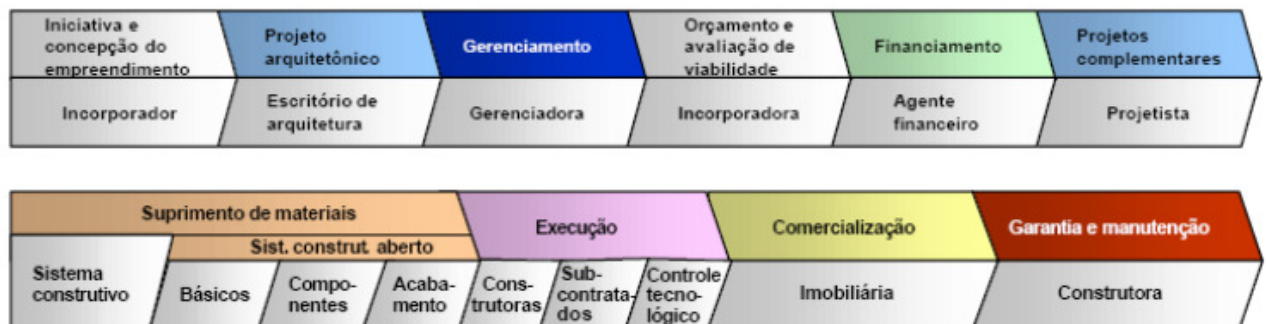 Iniciativa e
concepção do
empreendimento
Projeto
arquitetônico
Gerenciamento
Orçamento e
avaliação de
viabilidade
Financiamento
Projetos
complementares
Incorporador
Escritório de
arquitetura
Gerenciadora
Incorporadora
Agente
financeiro
Projetista
Suprimento de materiais
Execução
Comercialização
Garantia e manutenção
Sist. construt. aberto
Sistema
construtivo
Básicos
Compo-
nentes
Acaba-
mento
Cons-
trutoras
Sub-
contrata-
dos
Controle
tecno-
lógico
Imobiliária
Construtora